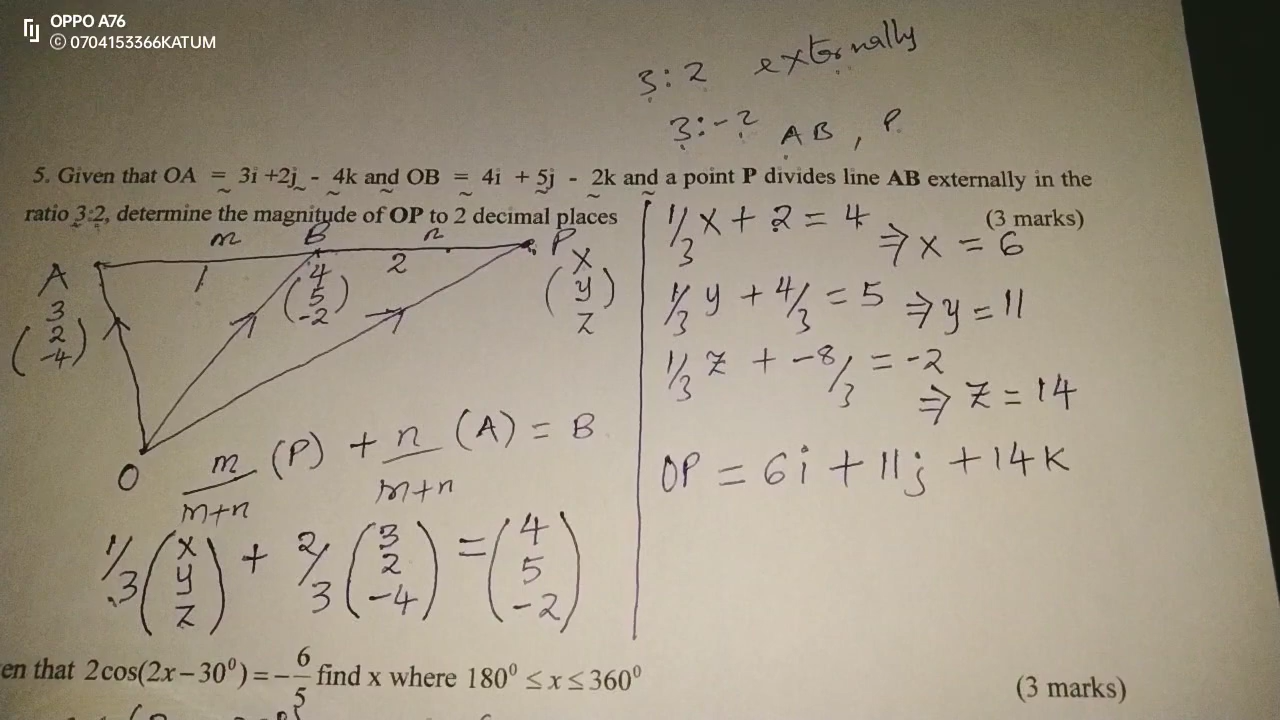 OPPO A76
© 0704153366KATUM
3:2 externally
3:-2 AB, P
5. Given that OA = 3i +2j - 4k and OB = 4i + 5j - 2k and a point P divides line AB externally in the
ratio 3:2, determine the magnitude of OP to 2 decimal places
(3 marks)
m B n P
A 1 2
(3 2 -4) (4 5 -2) (x y z)
O
m/m+n (P) + n/m+n (A) = B
1/3 (x y z) + 2/3 (3 2 -4) = (4 5 -2)
1/3 x + 2 = 4 ⇒ x = 6
1/3 y + 4/3 = 5 ⇒ y = 11
1/3 z + -8/3 = -2
⇒ z = 14
OP = 6i + 11j + 14k
en that 2cos(2x-30⁰) = -6/5 find x where 180⁰ ≤ x ≤ 360⁰
(3 marks)